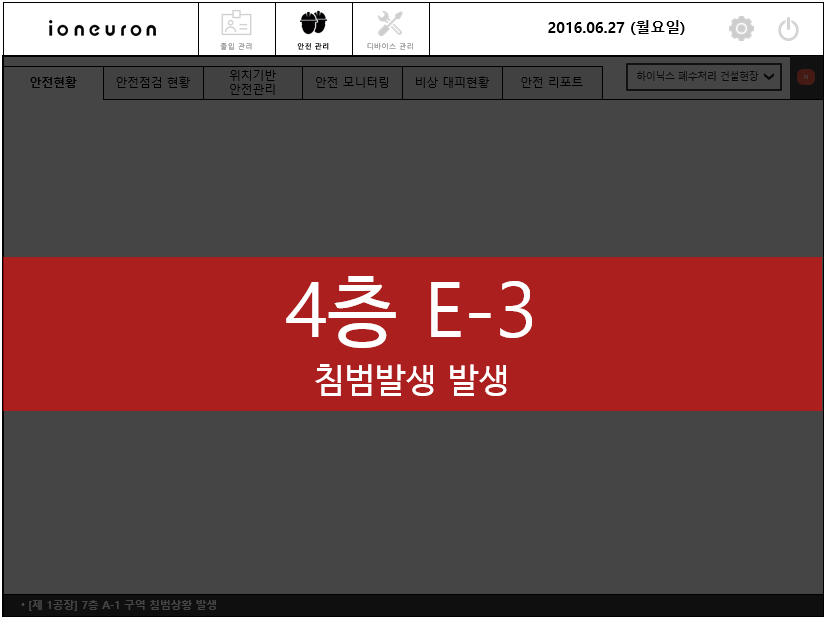 ioneuron
출입 관리
안전 관리
디바이스 관리
2016.06.27 (월요일)
안전현황
안전점검 현황
위치기반
안전관리
안전 모니터링
비상 대피현황
안전 리포트
하이닉스 폐수처리 건설현장
N
4층 E-3
침범발생 발생
• [제 1공장] 7층 A-1 구역 침범상황 발생